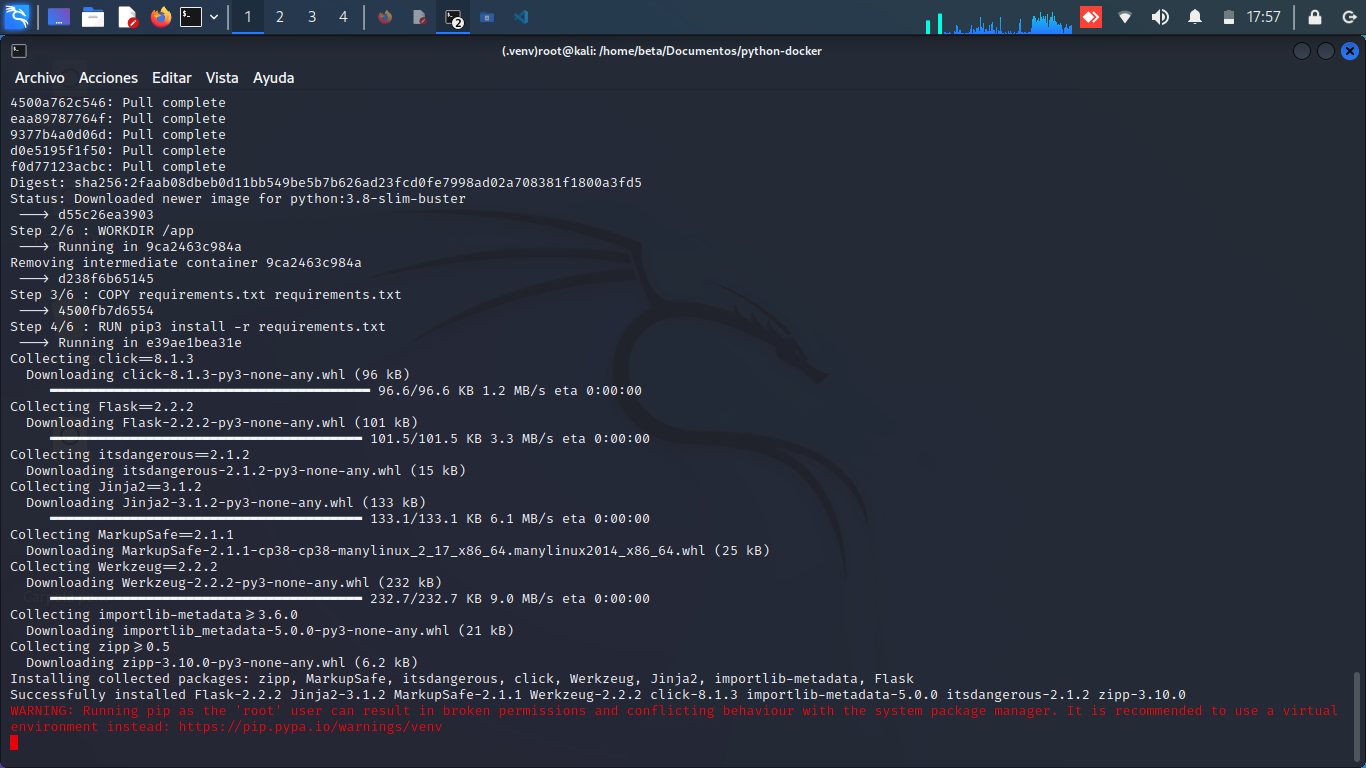 1 2 3 4 2 17:57
(.venv)root@kali: /home/beta/Documentos/python-docker
Archivo Acciones Editar Vista Ayuda
4500a762c546: Pull complete
eaa89787764f: Pull complete
9377b4a0d06d: Pull complete
d0e5195f1f50: Pull complete
f0d77123acbc: Pull complete
Digest: sha256:2faab08dbeb0d11bb549be5b7b626ad23fcd0fe7998ad02a708381f1800a3fd5
Status: Downloaded newer image for python:3.8-slim-buster
 ---> d55c26ea3903
Step 2/6 : WORKDIR /app
 ---> Running in 9ca2463c984a
Removing intermediate container 9ca2463c984a
 ---> d238f6b65145
Step 3/6 : COPY requirements.txt requirements.txt
 ---> 4500fb7d6554
Step 4/6 : RUN pip3 install -r requirements.txt
 ---> Running in e39ae1bea31e
Collecting click==8.1.3
  Downloading click-8.1.3-py3-none-any.whl (96 kB)
96.6/96.6 KB 1.2 MB/s eta 0:00:00
Collecting Flask==2.2.2
  Downloading Flask-2.2.2-py3-none-any.whl (101 kB)
101.5/101.5 KB 3.3 MB/s eta 0:00:00
Collecting itsdangerous==2.1.2
  Downloading itsdangerous-2.1.2-py3-none-any.whl (15 kB)
Collecting Jinja2==3.1.2
  Downloading Jinja2-3.1.2-py3-none-any.whl (133 kB)
133.1/133.1 KB 6.1 MB/s eta 0:00:00
Collecting MarkupSafe==2.1.1
  Downloading MarkupSafe-2.1.1-cp38-cp38-manylinux_2_17_x86_64.manylinux2014_x86_64.whl (25 kB)
Collecting Werkzeug==2.2.2
  Downloading Werkzeug-2.2.2-py3-none-any.whl (232 kB)
232.7/232.7 KB 9.0 MB/s eta 0:00:00
Collecting importlib-metadata>=3.6.0
  Downloading importlib_metadata-5.0.0-py3-none-any.whl (21 kB)
Collecting zipp>=0.5
  Downloading zipp-3.10.0-py3-none-any.whl (6.2 kB)
Installing collected packages: zipp, MarkupSafe, itsdangerous, click, Werkzeug, Jinja2, importlib-metadata, Flask
Successfully installed Flask-2.2.2 Jinja2-3.1.2 MarkupSafe-2.1.1 Werkzeug-2.2.2 click-8.1.3 importlib-metadata-5.0.0 itsdangerous-2.1.2 zipp-3.10.0
WARNING: Running pip as the 'root' user can result in broken permissions and conflicting behaviour with the system package manager. It is recommended to use a virtual
environment instead: https://pip.pypa.io/warnings/venv